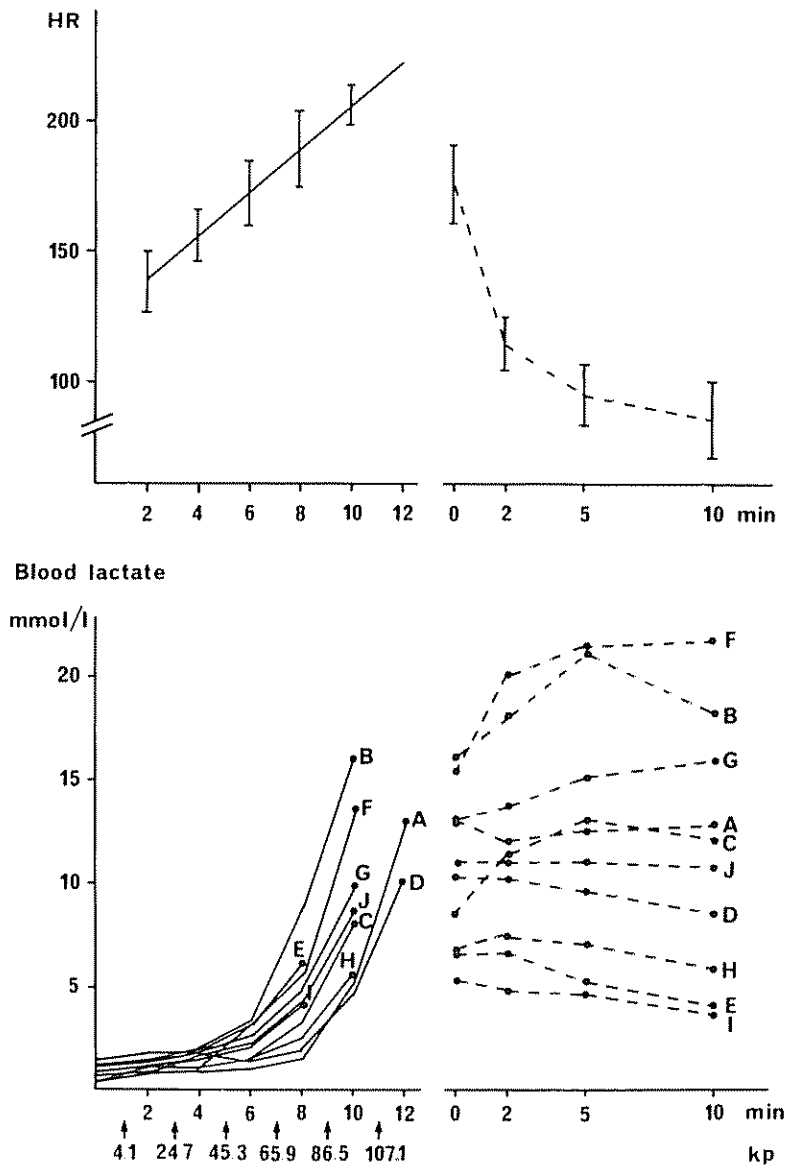 HR
200
150
100
2 4 6 8 10 12
0 2 5 10 min
Blood lactate
mmol/l
20
15
10
5
B
F
A
G
J
C
D
E
H
I
F
B
G
A
C
J
D
H
E
I
2 4 6 8 10 12
0 2 5 10 min
4.1 24.7 45.3 65.9 86.5 107.1 kp